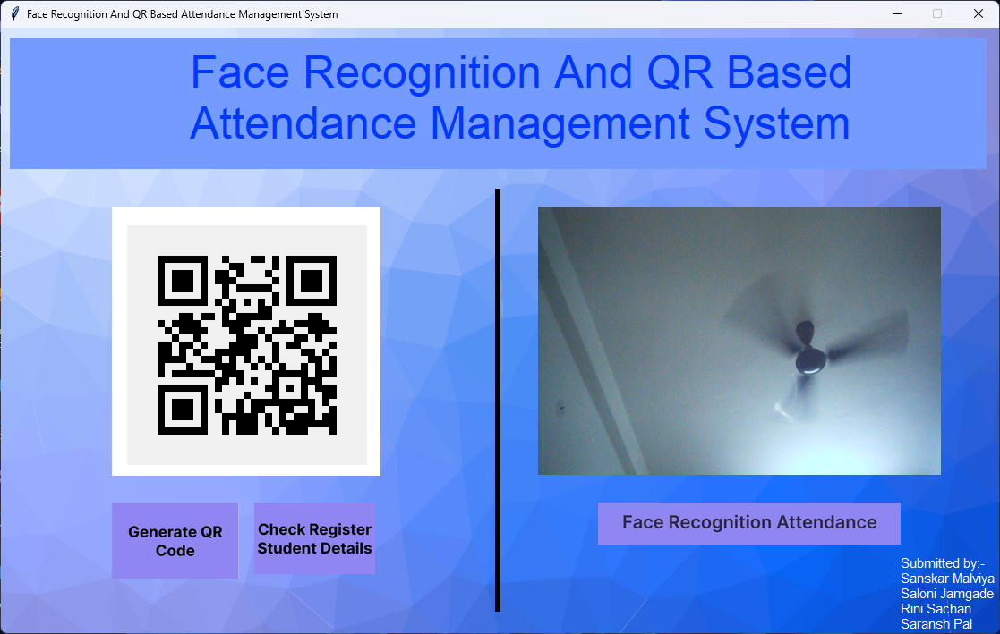 Face Recognition And QR Based Attendance Management System
Face Recognition And QR Based
Attendance Management System
Generate QR
Code
Check Register
Student Details
Face Recognition Attendance
Submitted by:-
Sanskar Malviya
Saloni Jamgade
Rini Sachan
Saransh Pal